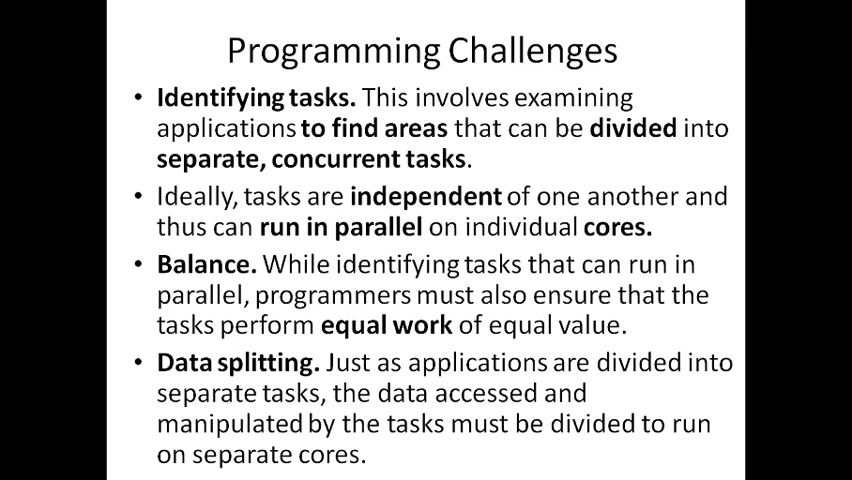 Programming Challenges
• Identifying tasks. This involves examining
applications to find areas that can be divided into
separate, concurrent tasks.
• Ideally, tasks are independent of one another and
thus can run in parallel on individual cores.
• Balance. While identifying tasks that can run in
parallel, programmers must also ensure that the
tasks perform equal work of equal value.
• Data splitting. Just as applications are divided into
separate tasks, the data accessed and
manipulated by the tasks must be divided to run
on separate cores.